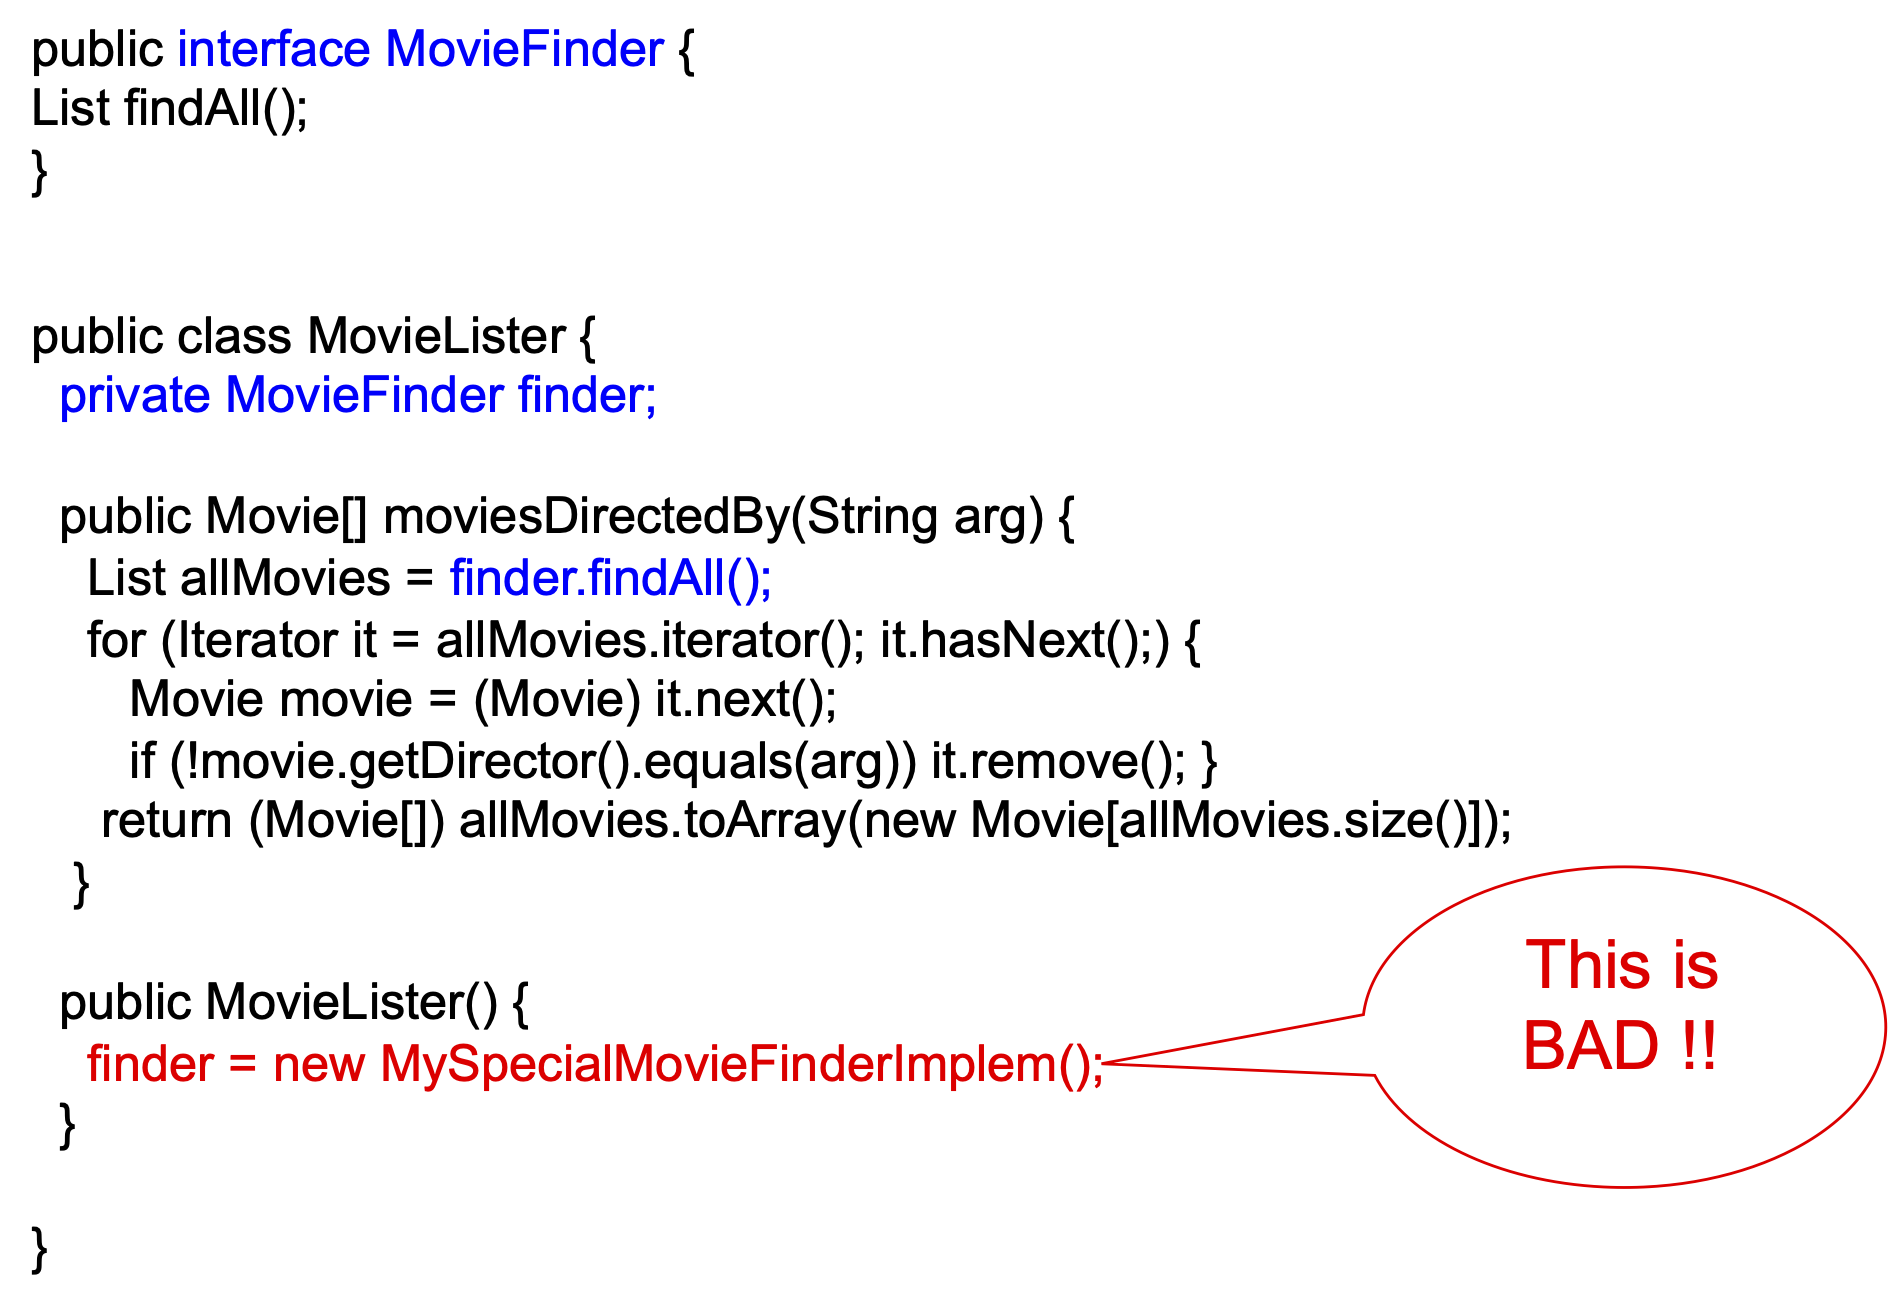 public interface MovieFinder {
List findAll();
}
public class MovieLister {
private MovieFinder finder;
public Movie[] moviesDirectedBy(String arg) {
List allMovies = finder.findAll();
for (Iterator it = allMovies.iterator(); it.hasNext();) {
Movie movie = (Movie) it.next();
if (!movie.getDirector().equals(arg)) it.remove(); }
return (Movie[]) allMovies.toArray(new Movie[allMovies.size()]);
}
public MovieLister() {
finder = new MySpecialMovieFinderImplem();
}
}
This is
BAD !!